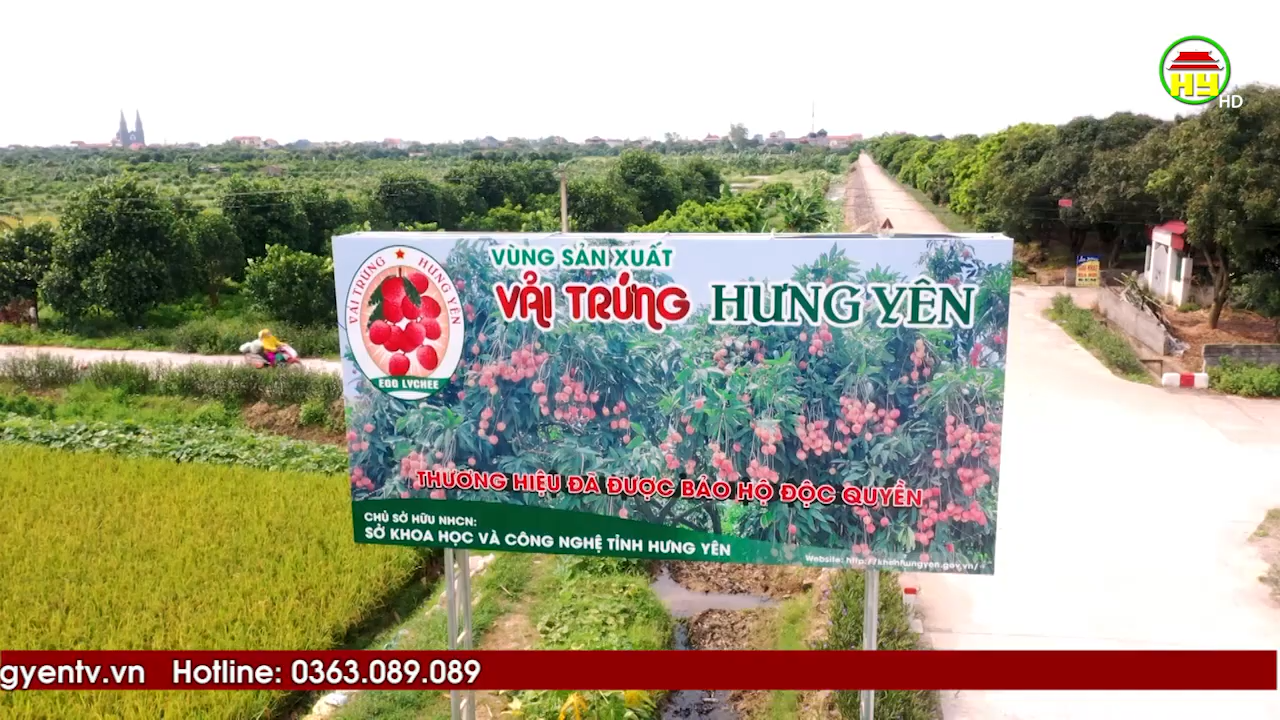 HY
HD
VÙNG SẢN XUẤT
VẢI TRỨNG HƯNG YÊN
VẢI TRỨNG HƯNG YÊN
EGG LYCHEE
THƯƠNG HIỆU ĐÃ ĐƯỢC BẢO HỘ ĐỘC QUYỀN
CHỦ SỞ HỮU NHCN:
SỞ KHOA HỌC VÀ CÔNG NGHỆ TỈNH HƯNG YÊN
gyentv.vn Hotline: 0363.089.089